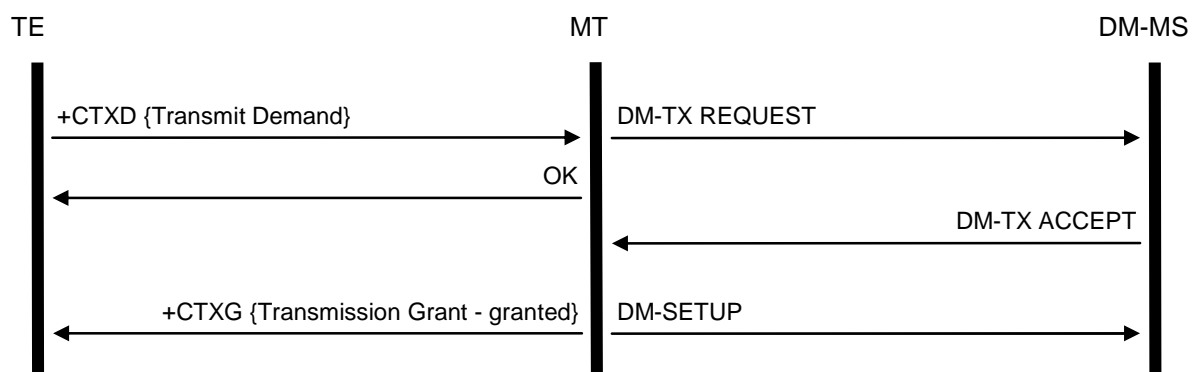 TE
MT
DM-MS
+CTXD {Transmit Demand}
DM-TX REQUEST
OK
DM-TX ACCEPT
+CTXG {Transmission Grant - granted}
DM-SETUP